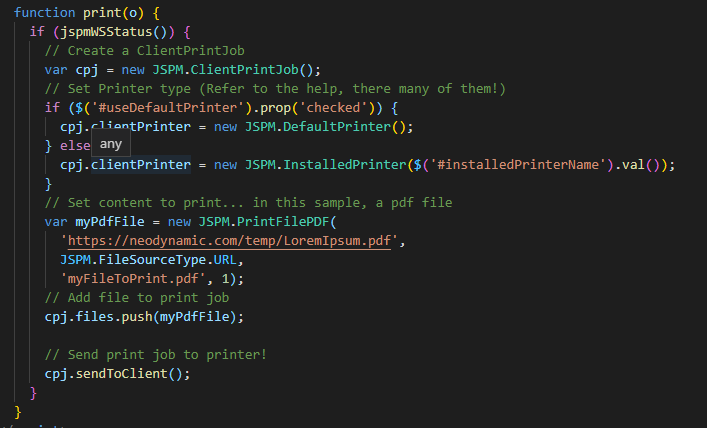 function print(o) {
if (jspmWSStatus()) {
// Create a ClientPrintJob
var cpj = new JSPM.ClientPrintJob();
// Set Printer type (Refer to the help, there many of them!)
if ($('#useDefaultPrinter').prop('checked')) {
cpj.clientPrinter = new JSPM.DefaultPrinter();
} else
any
cpj.clientPrinter = new JSPM.InstalledPrinter($('#installedPrinterName').val());
}
// Set content to print... in this sample, a pdf file
var myPdfFile = new JSPM.PrintFilePDF(
'https://neodynamic.com/temp/LoremIpsum.pdf',
JSPM.FileSourceType.URL,
'myFileToPrint.pdf', 1);
// Add file to print job
cpj.files.push(myPdfFile);
// Send print job to printer!
cpj.sendToClient();
}
}